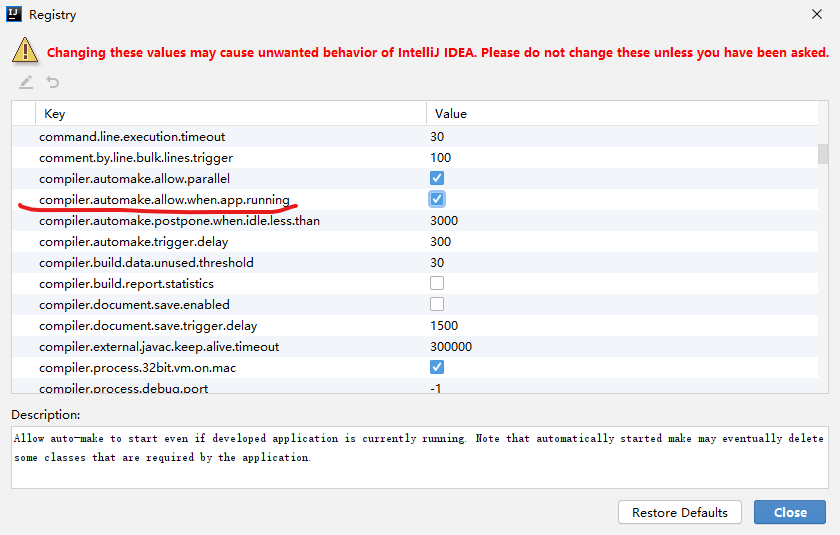 IJ Registry
Changing these values may cause unwanted behavior of IntelliJ IDEA. Please do not change these unless you have been asked.
Key Value
command.line.execution.timeout 30
comment.by.line.bulk.lines.trigger 100
compiler.automake.allow.parallel
compiler.automake.allow.when.app.running
compiler.automake.postpone.when.idle.less.than 3000
compiler.automake.trigger.delay 300
compiler.build.data.unused.threshold 30
compiler.build.report.statistics
compiler.document.save.enabled
compiler.document.save.trigger.delay 1500
compiler.external.javac.keep.alive.timeout 300000
compiler.process.32bit.vm.on.mac
compiler.process.debug.port -1
Description:
Allow auto-make to start even if developed application is currently running. Note that automatically started make may eventually delete
some classes that are required by the application.
Restore Defaults Close